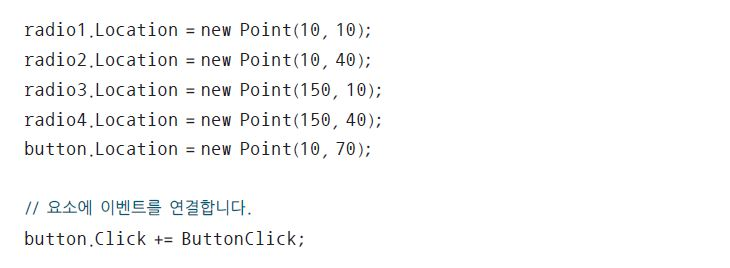 radio1.Location = new Point(10, 10);
radio2.Location = new Point(10, 40);
radio3.Location = new Point(150, 10);
radio4.Location = new Point(150, 40);
button.Location = new Point(10, 70);
// 요소에 이벤트를 연결합니다.
button.Click += ButtonClick;